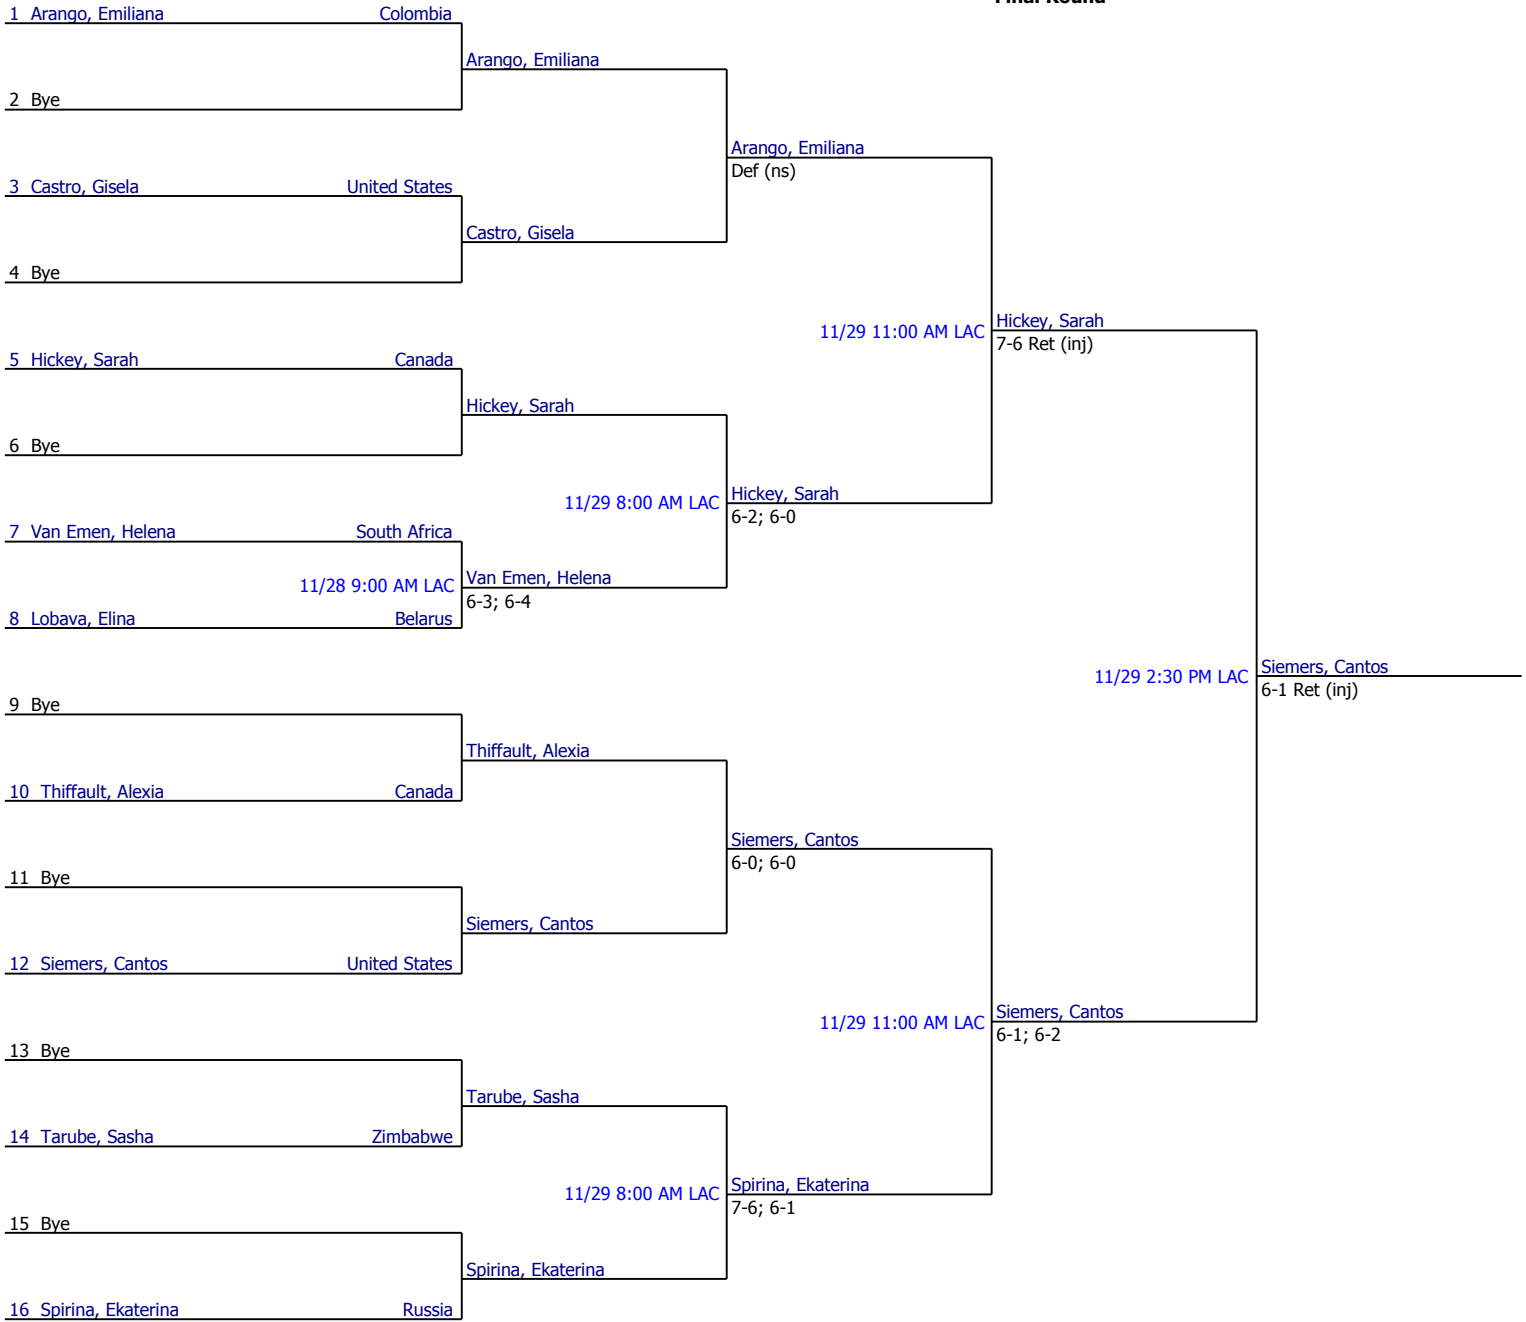 Final Round
1 Arango, Emiliana Colombia
Arango, Emiliana
2 Bye
Arango, Emiliana
Def (ns)
3 Castro, Gisela United States
Castro, Gisela
4 Bye
11/29 11:00 AM LAC Hickey, Sarah
7-6 Ret (inj)
5 Hickey, Sarah Canada
Hickey, Sarah
6 Bye
11/29 8:00 AM LAC Hickey, Sarah
6-2; 6-0
7 Van Emen, Helena South Africa
11/28 9:00 AM LAC Van Emen, Helena
6-3; 6-4
8 Lobava, Elina Belarus
11/29 2:30 PM LAC Siemers, Cantos
6-1 Ret (inj)
9 Bye
Thiffault, Alexia
10 Thiffault, Alexia Canada
Siemers, Cantos
6-0; 6-0
11 Bye
Siemers, Cantos
12 Siemers, Cantos United States
11/29 11:00 AM LAC Siemers, Cantos
6-1; 6-2
13 Bye
Tarube, Sasha
14 Tarube, Sasha Zimbabwe
11/29 8:00 AM LAC Spirina, Ekaterina
7-6; 6-1
15 Bye
Spirina, Ekaterina
16 Spirina, Ekaterina Russia